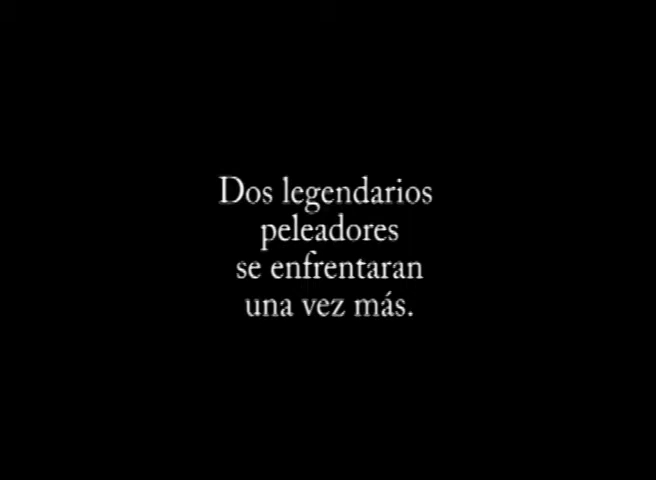 Dos legendarios
peleadores
se enfrentaran
una vez más.